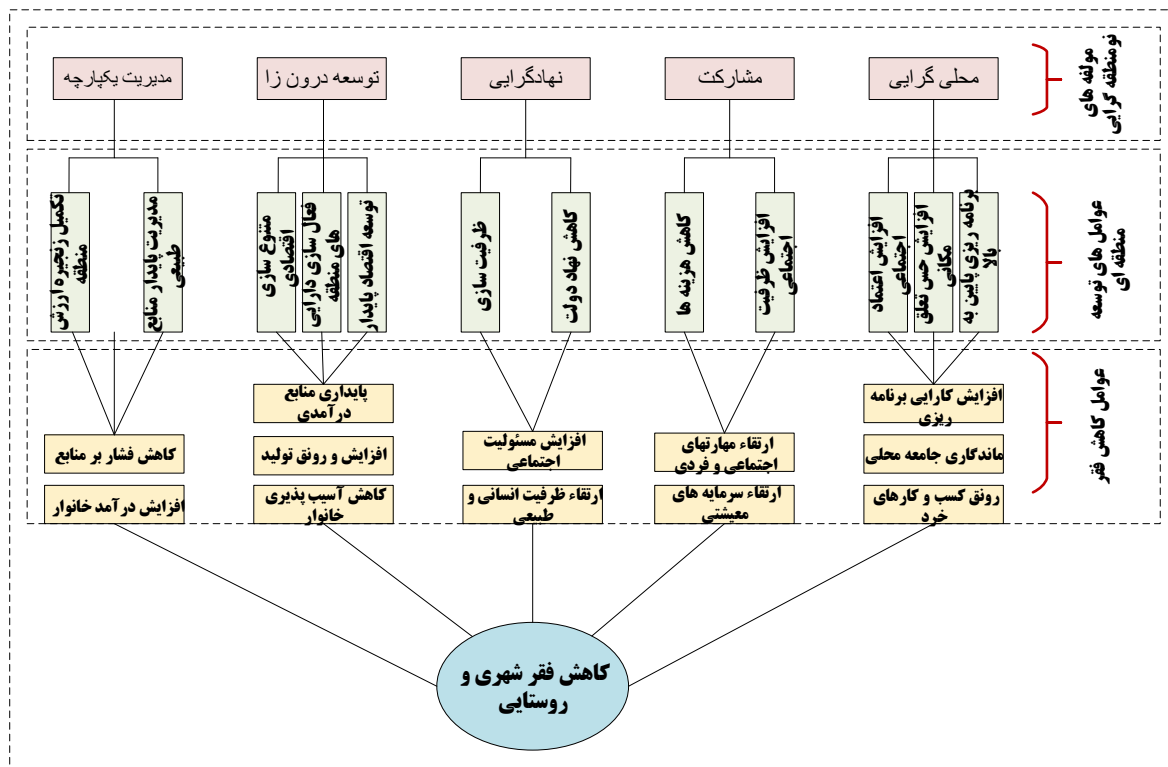 مولفه های
نومنطقه گرایی
محلی گرایی
مشارکت
نهادگرایی
توسعه درون زا
مدیریت یکپارچه
عوامل های توسعه
منطقه ای
برنامه ریزی پایین به
بالا
افزایش حس تعلق
مکانی
افزایش اعتماد
اجتماعی
افزایش ظرفیت
اجتماعی
کاهش هزینه ها
کاهش نهاد دولت
ظرفیت سازی
توسعه اقتصاد پایدار
فعال سازی دارایی
های منطقه
متنوع سازی
اقتصادی
مدیریت پایدار منابع
طبیعی
تکمیل زنجیره ارزش
منطقه
عوامل کاهش فقر
افزایش کارایی برنامه
ریزی
ماندگاری جامعه محلی
رونق کسب و کارهای
خرد
ارتقاء مهارتهای
اجتماعی و فردی
ارتقاء سرمایه های
معیشتی
افزایش مسئولیت
اجتماعی
ارتقاء ظرفیت انسانی و
طبیعی
پایداری منابع
درآمدی
افزایش و رونق تولید
کاهش آسیب پذیری
خانوار
کاهش فشار بر منابع
افزایش درآمد خانوار
کاهش فقر شهری و
روستایی